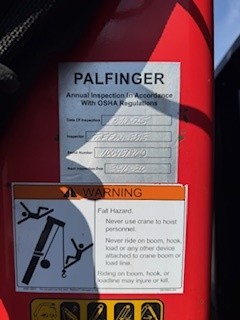 PALFINGER
Annual Inspection In Accordance
With OSHA Regulations
Date Of Inspection
Inspector
Serial Number
Next Inspection Due
WARNING
Fall Hazard.
Never use crane to hoist
personnel.
Never ride on boom, hook,
load or any other device
attached to crane boom or
load line.
Riding on boom, hook, or
loadline may injure or kill.